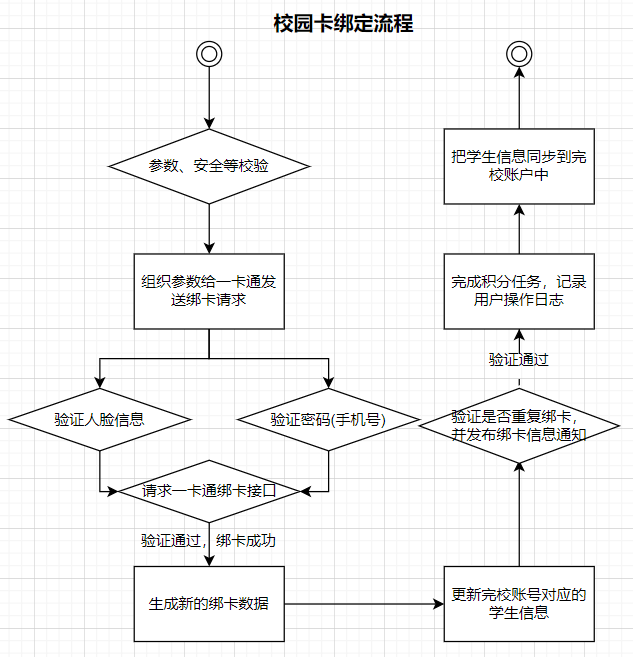 校园卡绑定流程
参数、安全等校验
组织参数给一卡通发
送绑卡请求
验证人脸信息
验证密码(手机号)
请求一卡通绑卡接口
验证通过，绑卡成功
生成新的绑卡数据
更新完校账号对应的
学生信息
验证是否重复绑卡，
并发布绑卡信息通知
验证通过
完成积分任务，记录
用户操作日志
把学生信息同步到完
校账户中